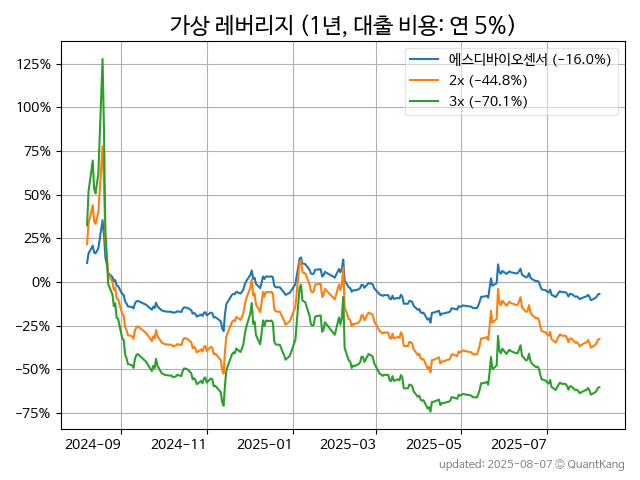 가상 레버리지 (1년, 대출 비용: 연 5%)
에스디바이오센서 (−16.0%)
2x (−44.8%)
3x (−70.1%)
125%
100%
75%
50%
25%
0%
−25%
−50%
−75%
2024-09 2024-11 2025-01 2025-03 2025-05 2025-07
updated: 2025-08-07 © QuantKang